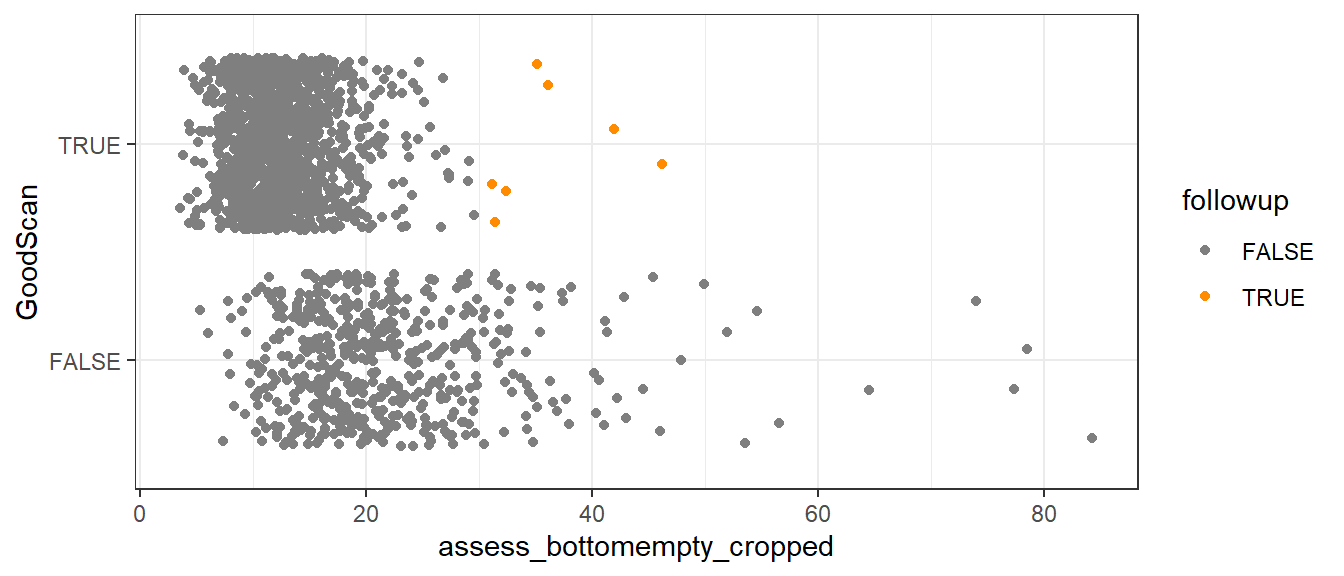 GoodScan
TRUE
FALSE
0 20 40 60 80
assess_bottomempty_cropped
followup
FALSE
TRUE